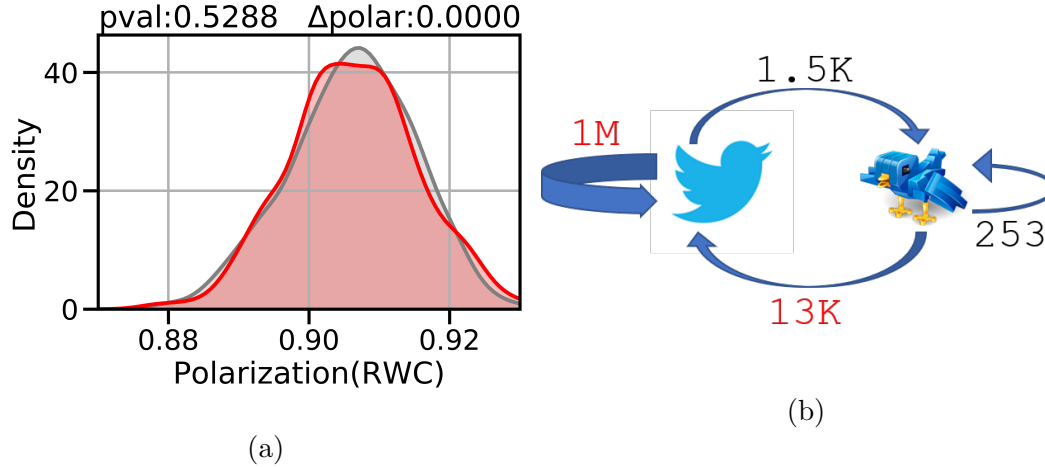 pval:0.5288 Δpolar:0.0000
40
20
0
Density
0.88 0.90 0.92
Polarization(RWC)
(a)
1.5K
1M
253
13K
(b)